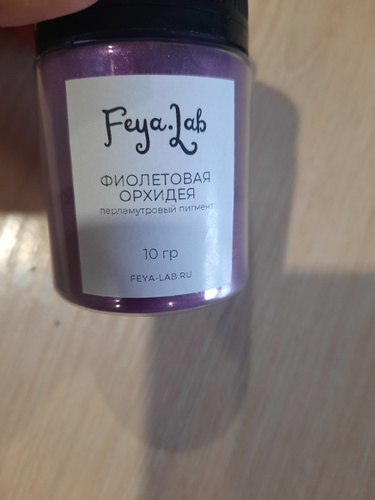 Feya.Lab
ФИОЛЕТОВАЯ
ОРХИДЕЯ
перламутровый пигмент
10 гр
FEYA-LAB.RU